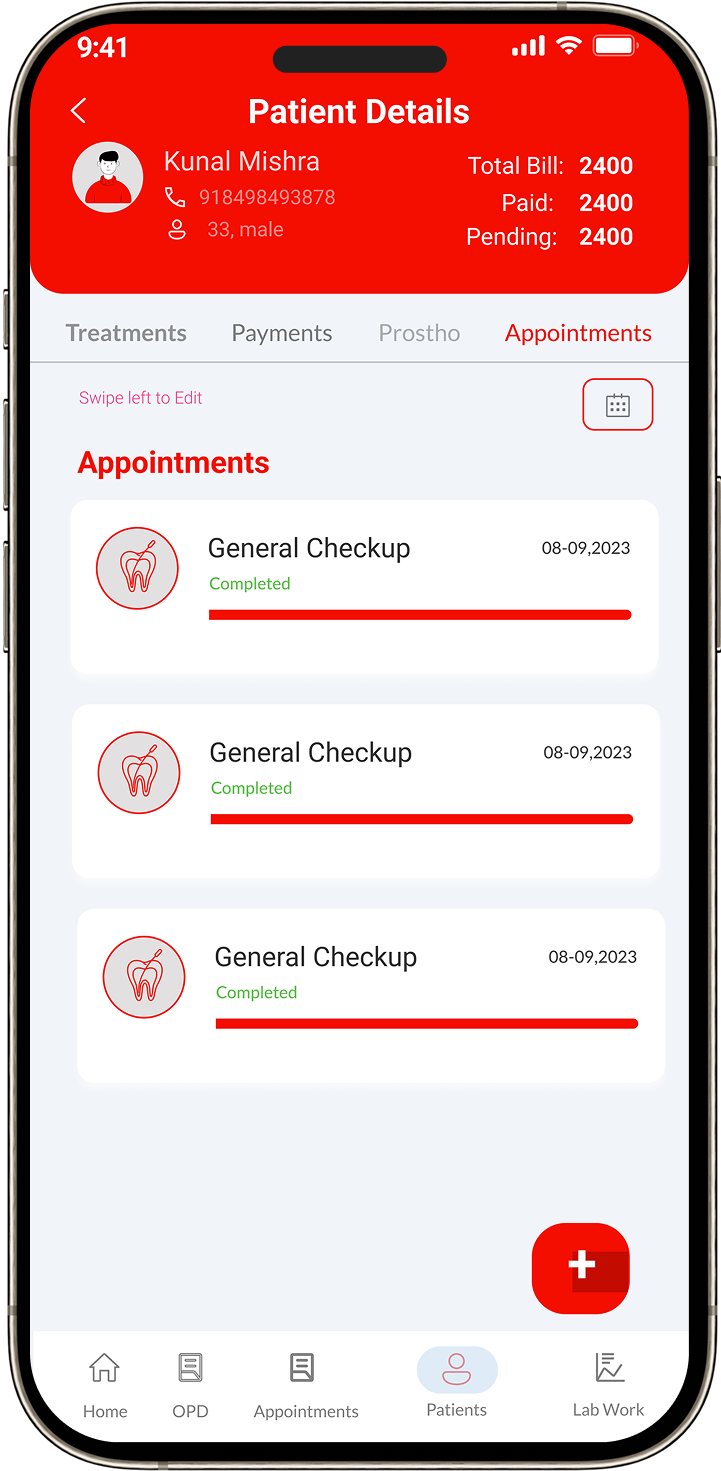 9:41
Patient Details
Kunal Mishra
918498493878
33, male
Total Bill: 2400
Paid: 2400
Pending: 2400
Treatments Payments Prostho Appointments
Swipe left to Edit
Appointments
General Checkup 08-09,2023
Completed
General Checkup 08-09,2023
Completed
General Checkup 08-09,2023
Completed
+
Home OPD Appointments Patients Lab Work